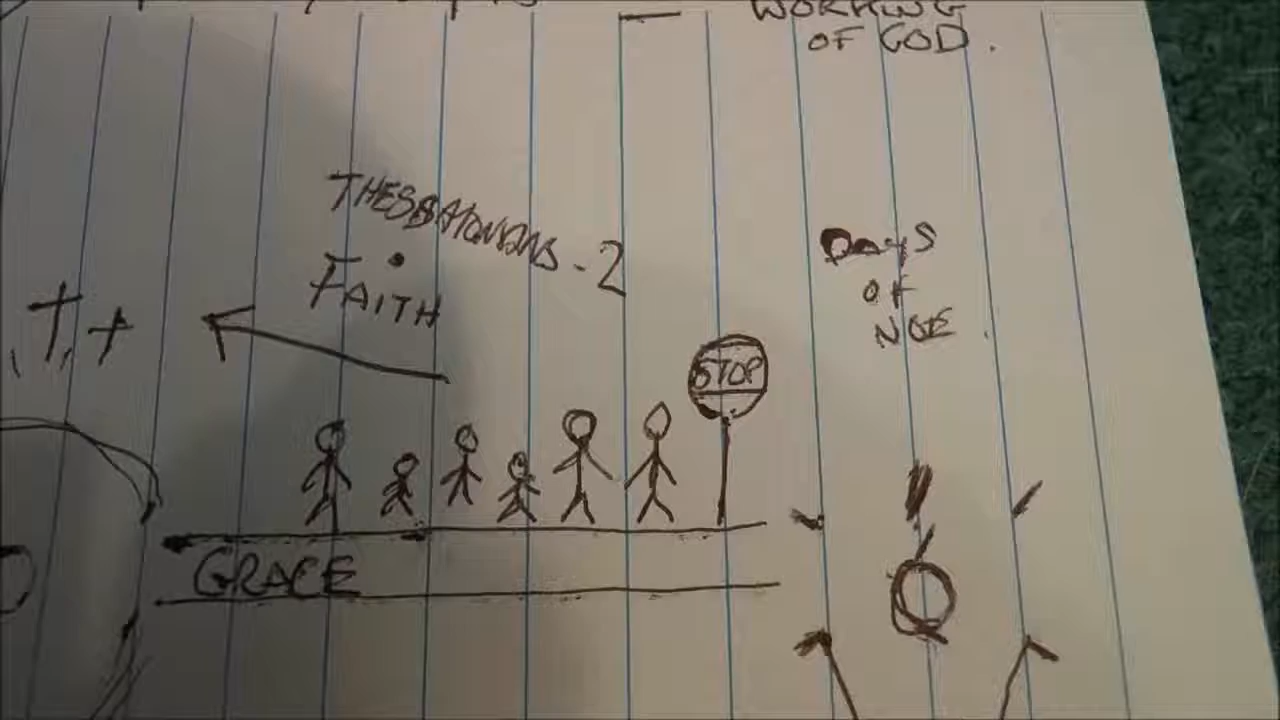 WORKING
OF GOD.
THESSALONIANS - 2
FAITH
Days
OF
NOE.
STOP
GRACE